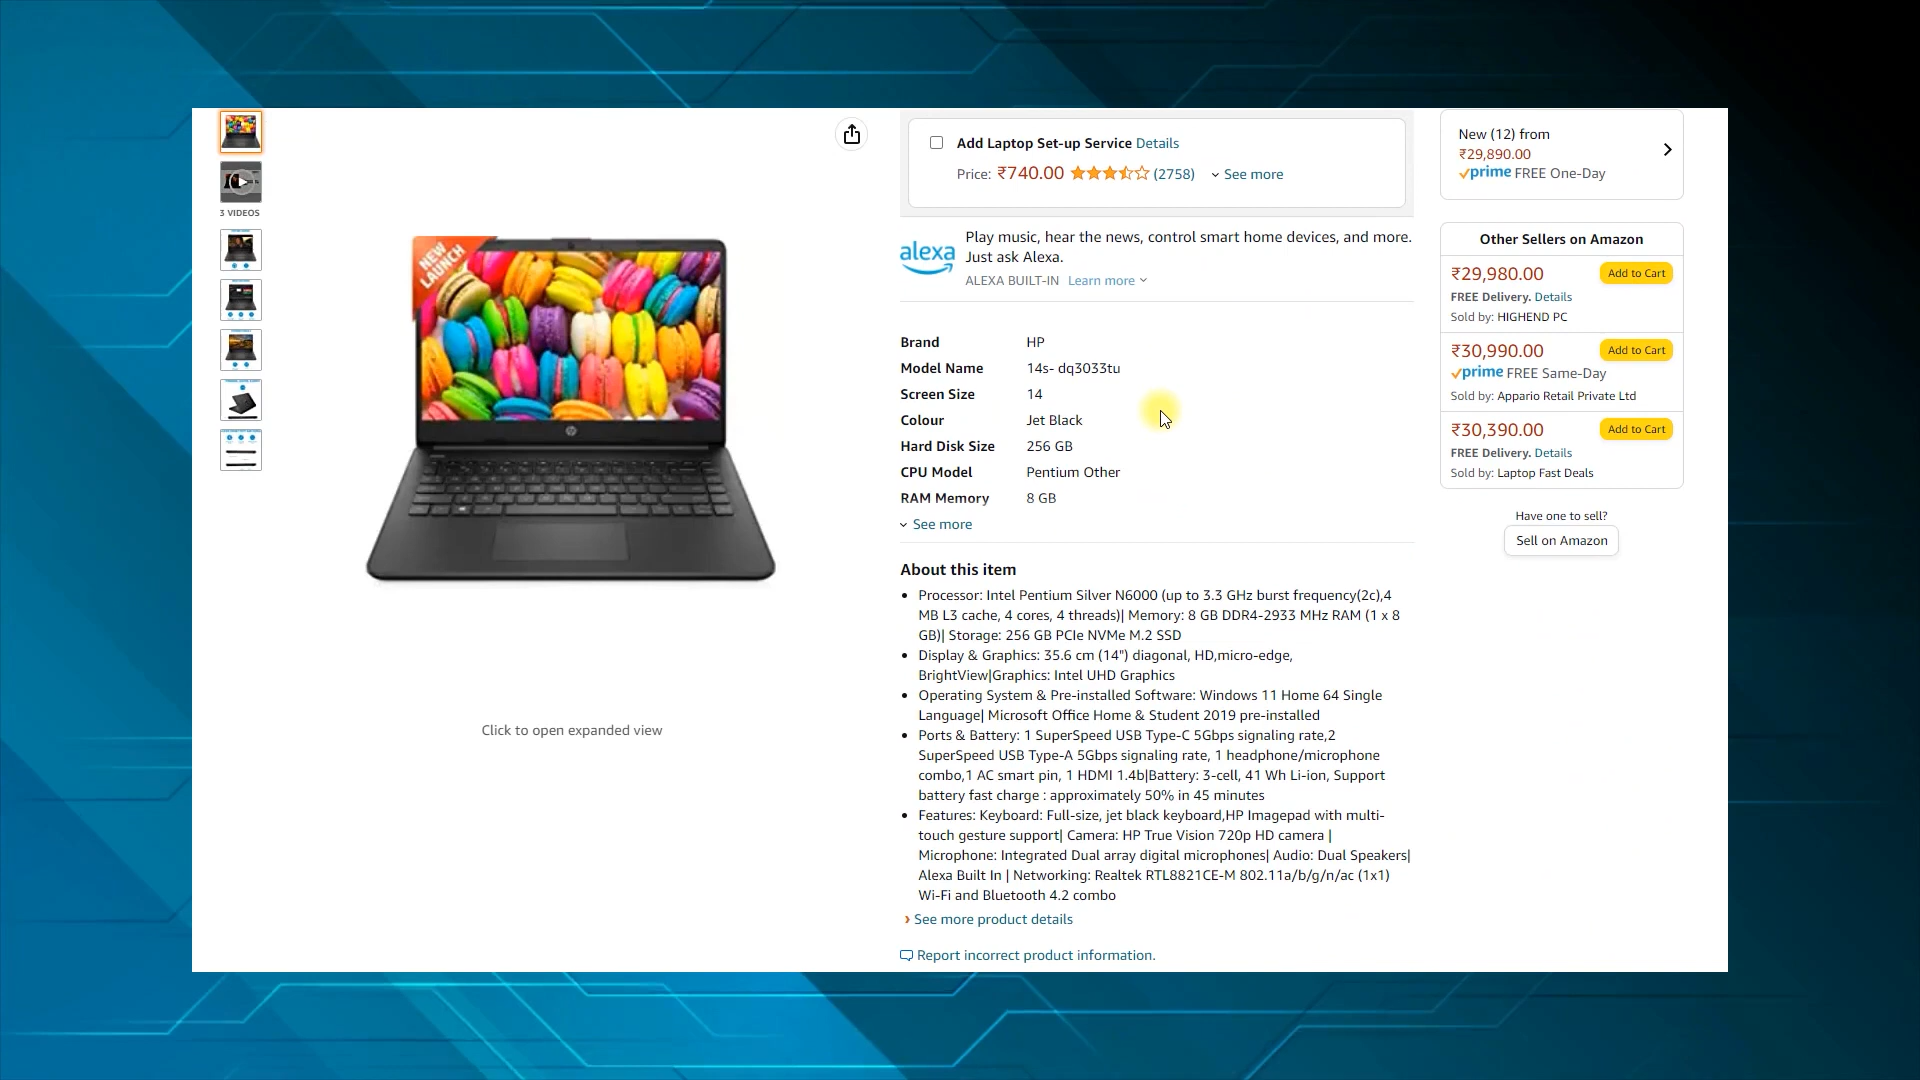 3 VIDEOS
NEW
LAUNCH
Click to open expanded view
Add Laptop Set-up Service Details
Price: ₹740.00 (2758) See more
alexa
Play music, hear the news, control smart home devices, and more.
Just ask Alexa.
ALEXA BUILT-IN Learn more
Brand HP
Model Name 14s- dq3033tu
Screen Size 14
Colour Jet Black
Hard Disk Size 256 GB
CPU Model Pentium Other
RAM Memory 8 GB
See more
About this item
Processor: Intel Pentium Silver N6000 (up to 3.3 GHz burst frequency(2c),4
MB L3 cache, 4 cores, 4 threads)| Memory: 8 GB DDR4-2933 MHz RAM (1 x 8
GB)| Storage: 256 GB PCIe NVMe M.2 SSD
Display & Graphics: 35.6 cm (14") diagonal, HD,micro-edge,
BrightView|Graphics: Intel UHD Graphics
Operating System & Pre-installed Software: Windows 11 Home 64 Single
Language| Microsoft Office Home & Student 2019 pre-installed
Ports & Battery: 1 SuperSpeed USB Type-C 5Gbps signaling rate,2
SuperSpeed USB Type-A 5Gbps signaling rate, 1 headphone/microphone
combo,1 AC smart pin, 1 HDMI 1.4b|Battery: 3-cell, 41 Wh Li-ion, Support
battery fast charge : approximately 50% in 45 minutes
Features: Keyboard: Full-size, jet black keyboard,HP Imagepad with multi-
touch gesture support| Camera: HP True Vision 720p HD camera |
Microphone: Integrated Dual array digital microphones| Audio: Dual Speakers|
Alexa Built In | Networking: Realtek RTL8821CE-M 802.11a/b/g/n/ac (1x1)
Wi-Fi and Bluetooth 4.2 combo
See more product details
Report incorrect product information.
New (12) from
₹29,890.00
prime FREE One-Day
Other Sellers on Amazon
₹29,980.00 Add to Cart
FREE Delivery. Details
Sold by: HIGHEND PC
₹30,990.00 Add to Cart
prime FREE Same-Day
Sold by: Appario Retail Private Ltd
₹30,390.00 Add to Cart
FREE Delivery. Details
Sold by: Laptop Fast Deals
Have one to sell?
Sell on Amazon